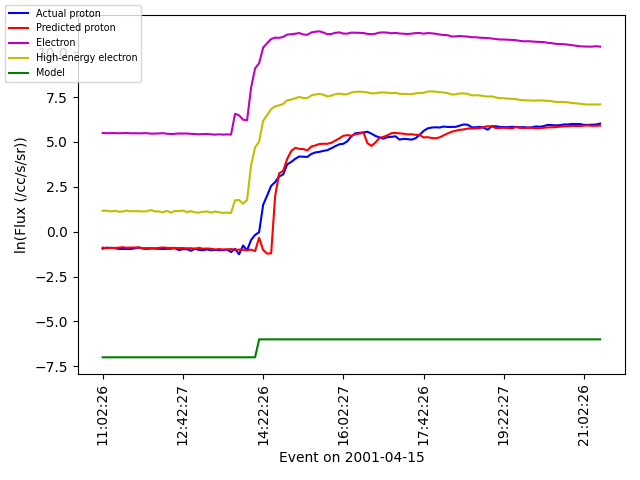 Actual proton
Predicted proton
Electron
High-energy electron
Model
10.0
7.5
5.0
2.5
0.0
−2.5
−5.0
−7.5
ln(Flux (/cc/s/sr))
11:02:26
12:42:27
14:22:26
16:02:27
17:42:26
19:22:27
21:02:26
Event on 2001-04-15